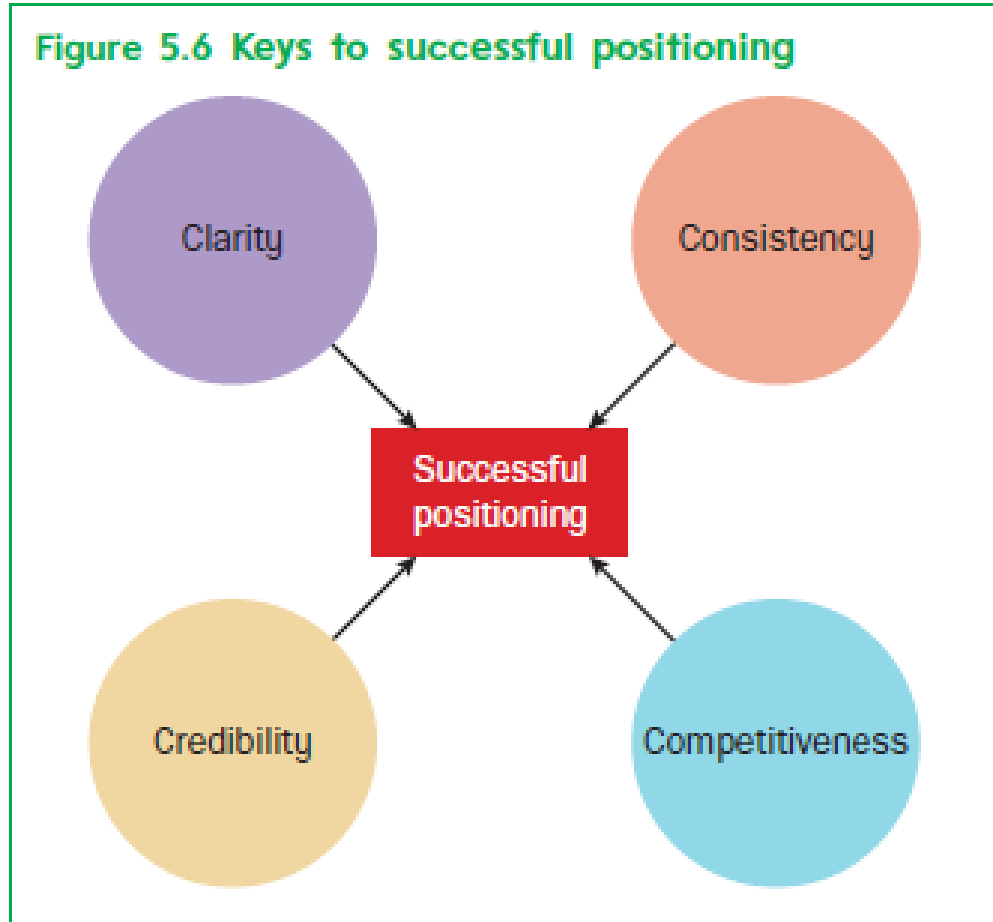 Figure 5.6 Keys to successful positioning
Clarity
Consistency
Successful
positioning
Credibility
Competitiveness